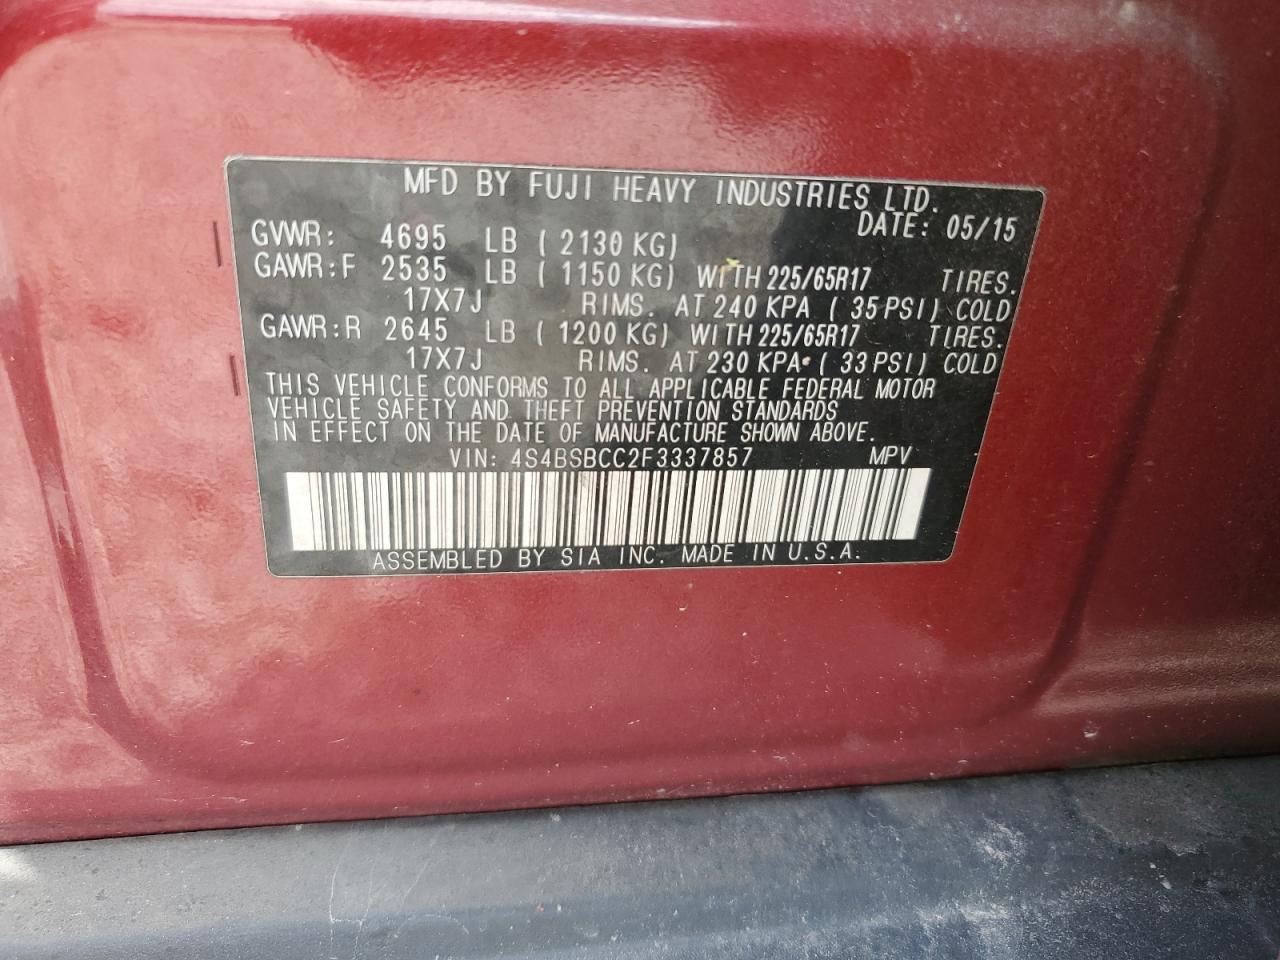 MFD BY FUJI HEAVY INDUSTRIES LTD.
DATE: 05/15
GVWR: 4695 LB ( 2130 KG)
GAWR:F 2535 LB ( 1150 KG) WITH 225/65R17 TIRES.
17X7J RIMS. AT 240 KPA ( 35 PSI) COLD
GAWR:R 2645 LB ( 1200 KG) WITH 225/65R17 TIRES.
17X7J RIMS. AT 230 KPA ( 33 PSI) COLD
THIS VEHICLE CONFORMS TO ALL APPLICABLE FEDERAL MOTOR
VEHICLE SAFETY AND THEFT PREVENTION STANDARDS
IN EFFECT ON THE DATE OF MANUFACTURE SHOWN ABOVE.
VIN: 4S4BSBCC2F3337857 MPV
ASSEMBLED BY SIA INC. MADE IN U.S.A.